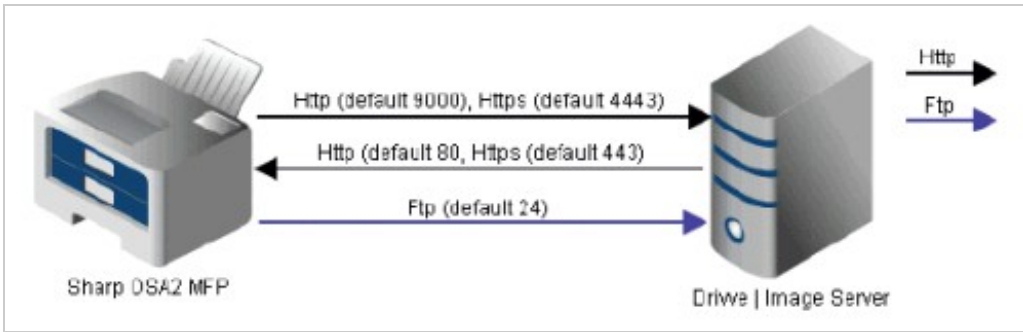 Http (default 9000), Https (default 4443)
Http (default 80, Https (default 443)
Ftp (default 24)
Sharp OSA2 MFP
Drivve | Image Server
Http
Ftp